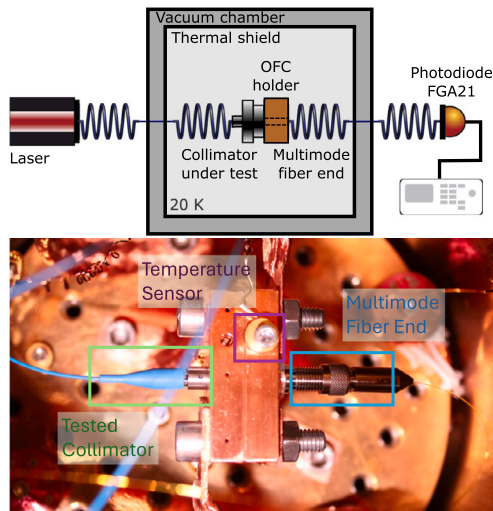 Vacuum chamber
Thermal shield
OFC
holder
Photodiode
FGA21
Laser
Collimator
under test
Multimode
fiber end
20 K
Temperature
Sensor
Multimode
Fiber End
Tested
Collimator